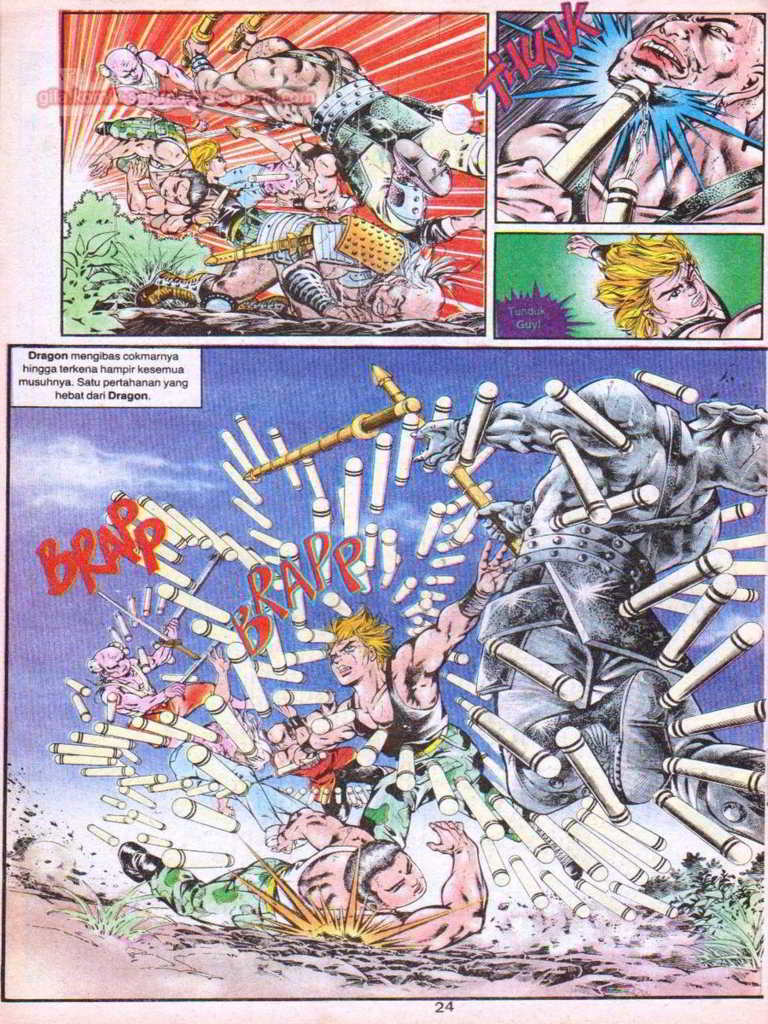 THUNK
Tunduk
Guy!
Dragon mengibas cokmarnya
hingga terkena hampir kesemua
musuhnya. Satu pertahanan yang
hebat dari Dragon.
BRAPP
BRAPP
24